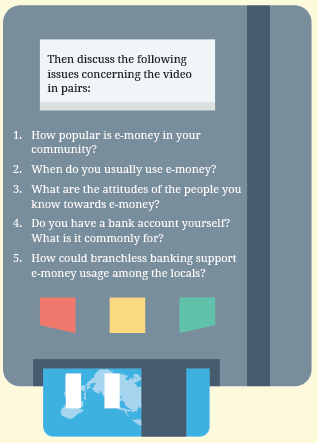 Then discuss the following
issues concerning the video
in pairs:
1. How popular is e-money in your
community?
2. When do you usually use e-money?
3. What are the attitudes of the people you
know towards e-money?
4. Do you have a bank account yourself?
What is it commonly for?
5. How could branchless banking support
e-money usage among the locals?